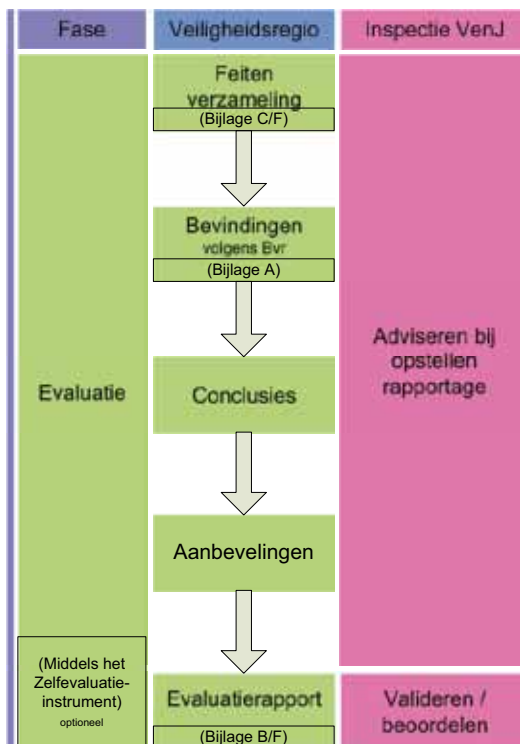 Fase
Veiligheidsregio
Inspectie VenJ
Feiten
verzameling
(Bijlage C/F)
Bevindingen
volgens Bvr
(Bijlage A)
Evaluatie
Conclusies
Adviseren bij
opstellen
rapportage
Aanbevelingen
(Middels het
Zelfevaluatie-
instrument)
optioneel
Evaluatierapport
(Bijlage B/F)
Valideren /
beoordelen